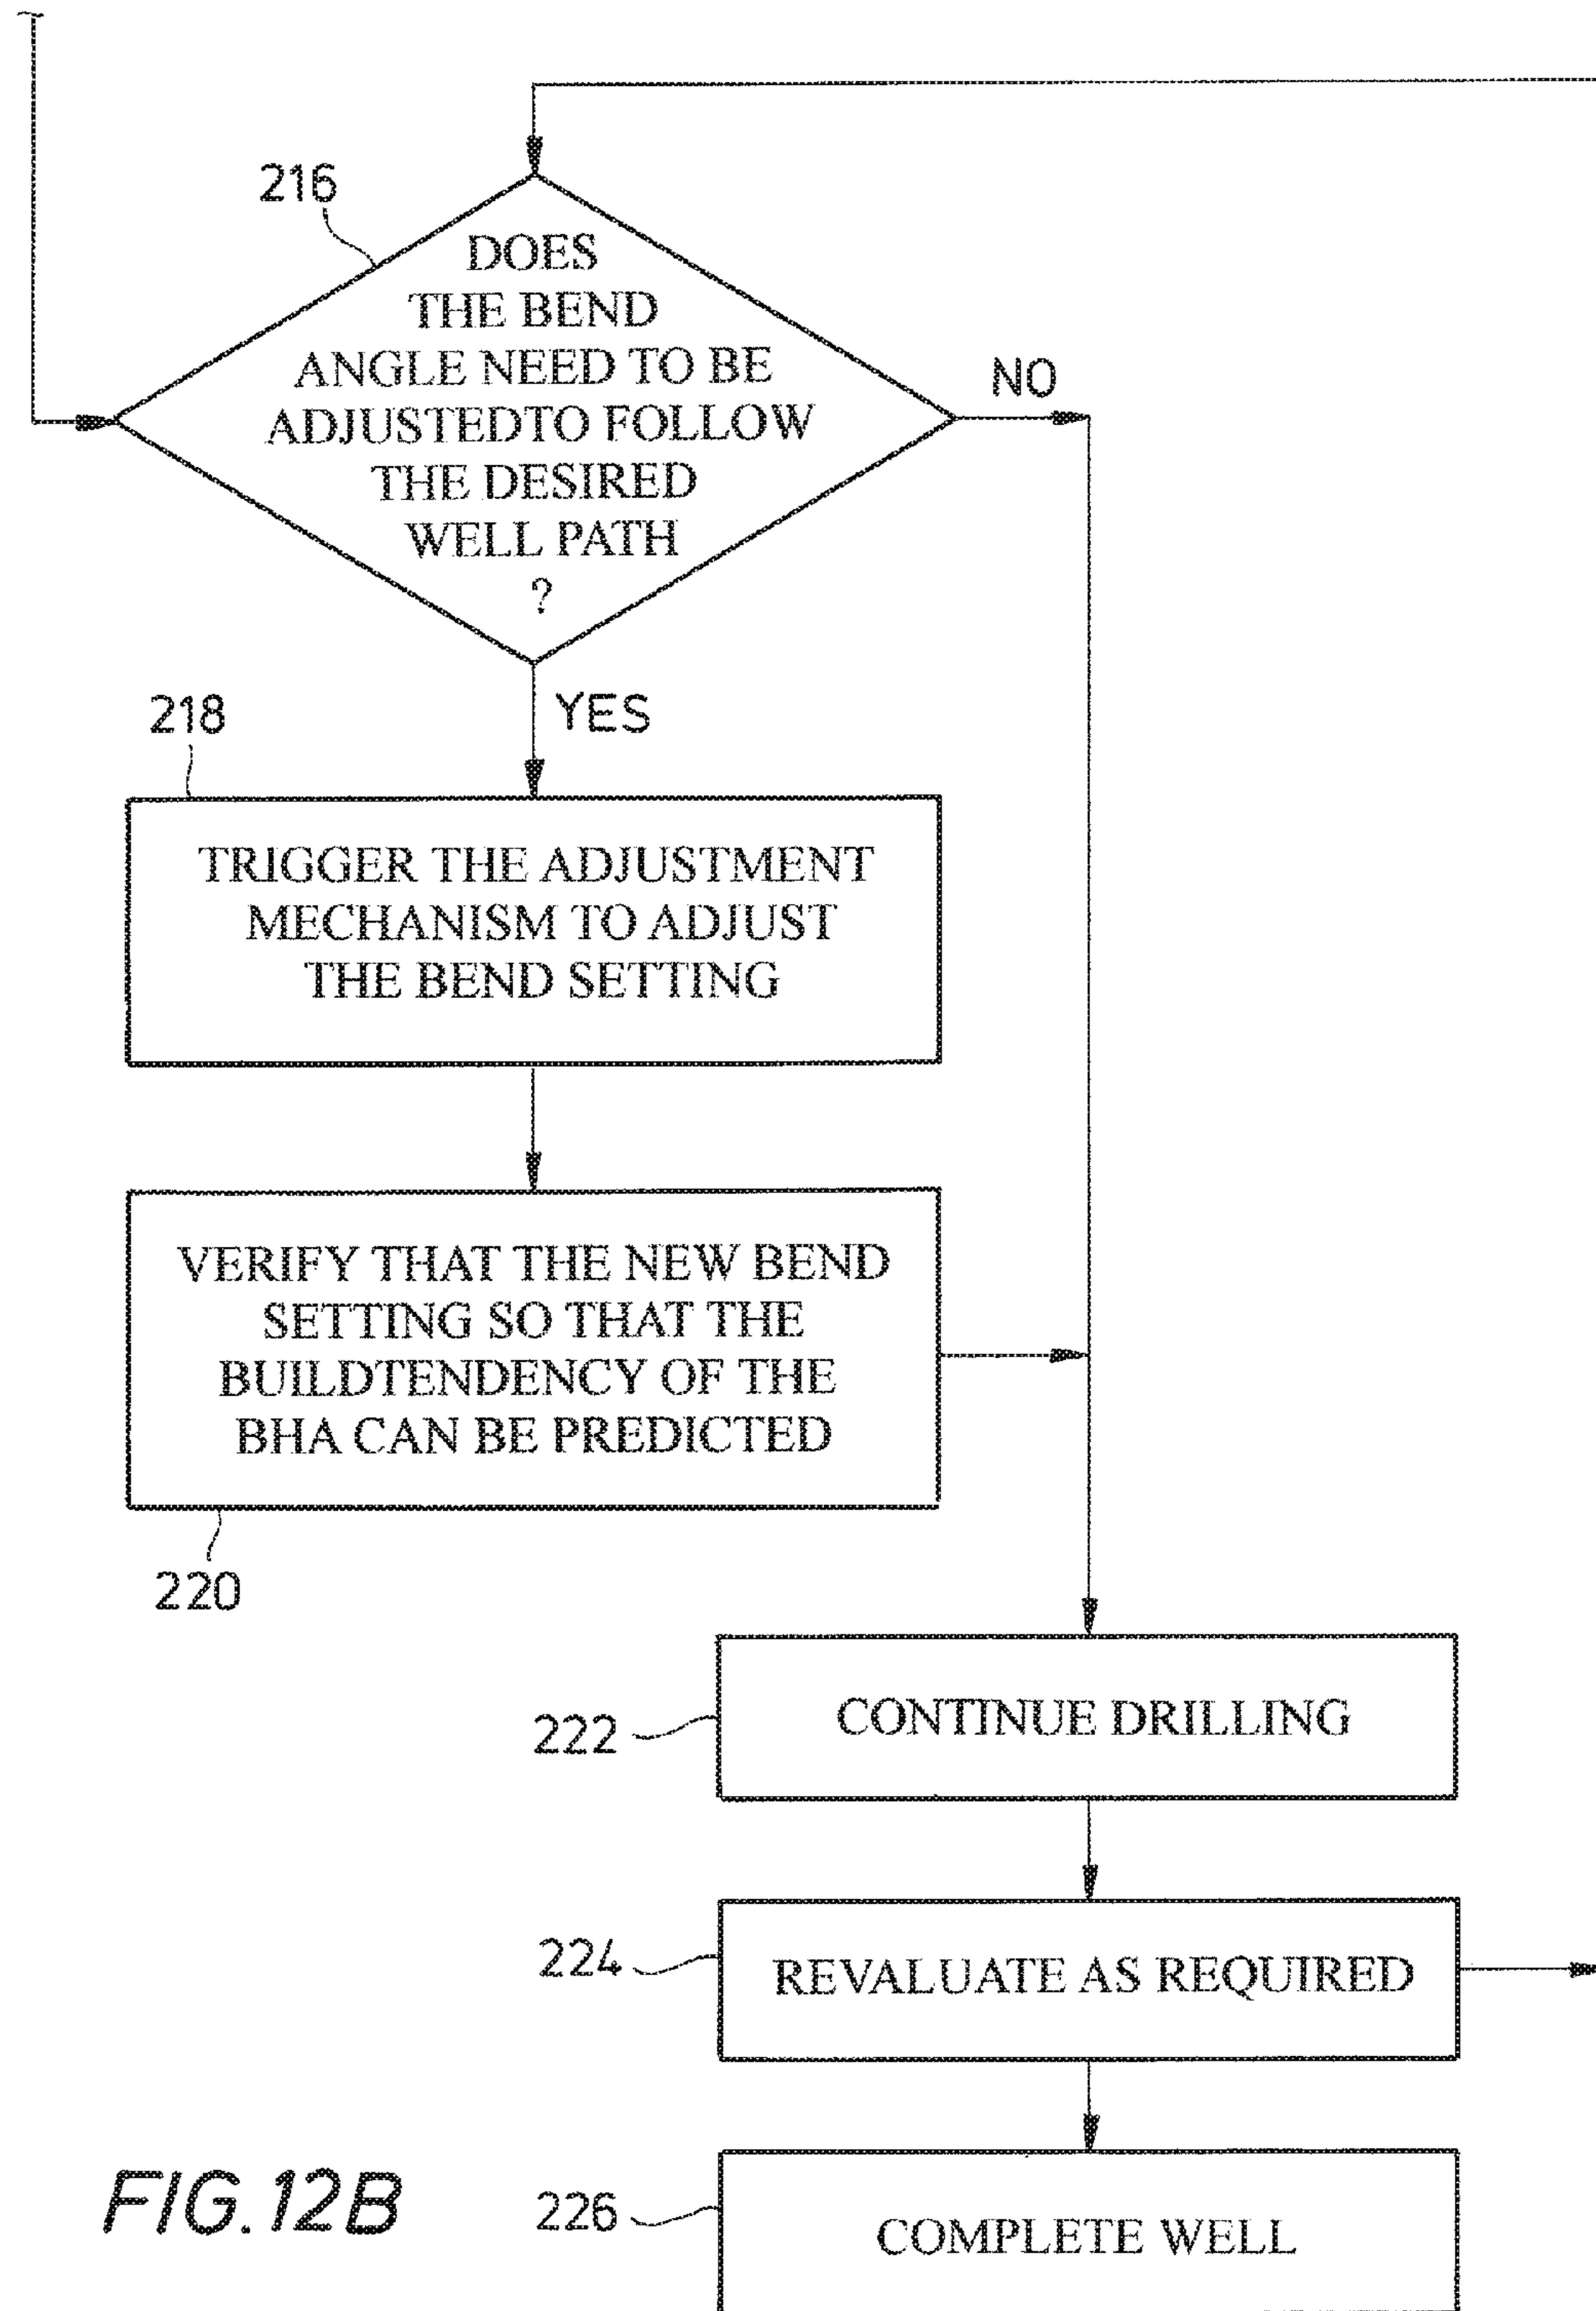 216
DOES
THE BEND
ANGLE NEED TO BE
ADJUSTEDTO FOLLOW
THE DESIRED
WELL PATH
?
NO
YES
218
TRIGGER THE ADJUSTMENT
MECHANISM TO ADJUST
THE BEND SETTING
VERIFY THAT THE NEW BEND
SETTING SO THAT THE
BUILDTENDENCY OF THE
BHA CAN BE PREDICTED
220
222
CONTINUE DRILLING
224
REVALUATE AS REQUIRED
226
COMPLETE WELL
FIG.12B